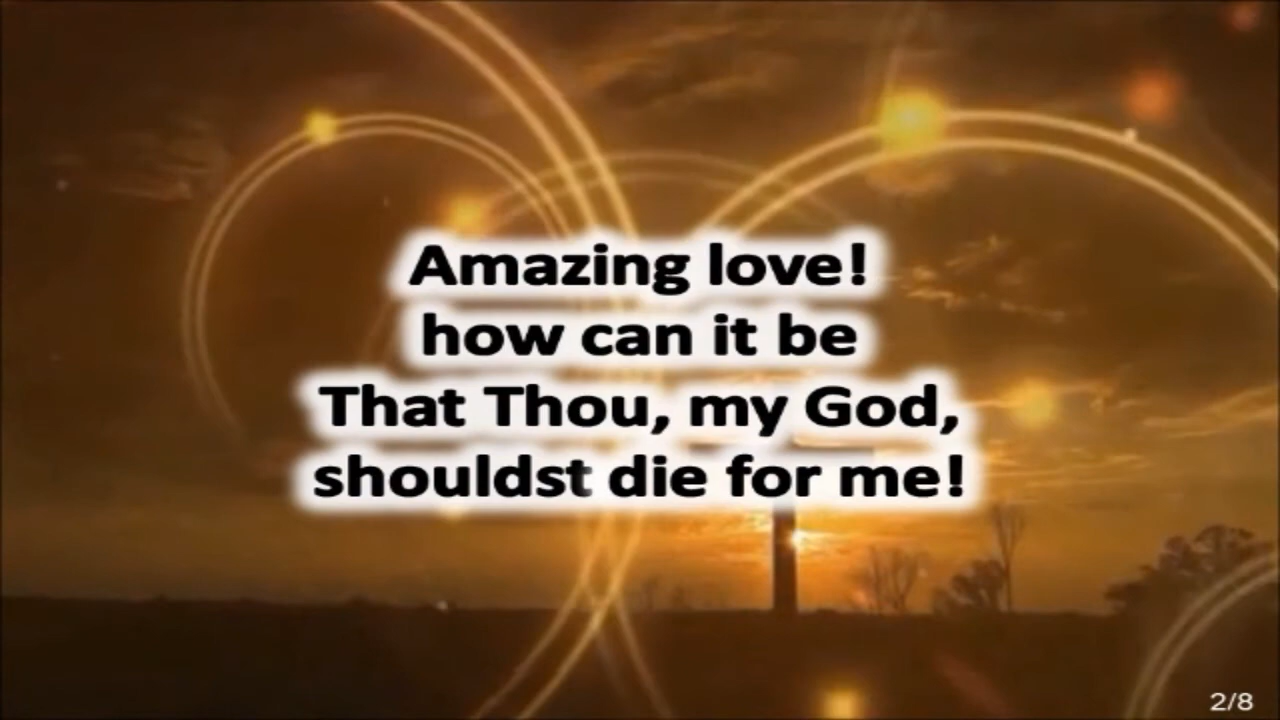 Amazing love!
how can it be
That Thou, my God,
shouldst die for me!
2/8